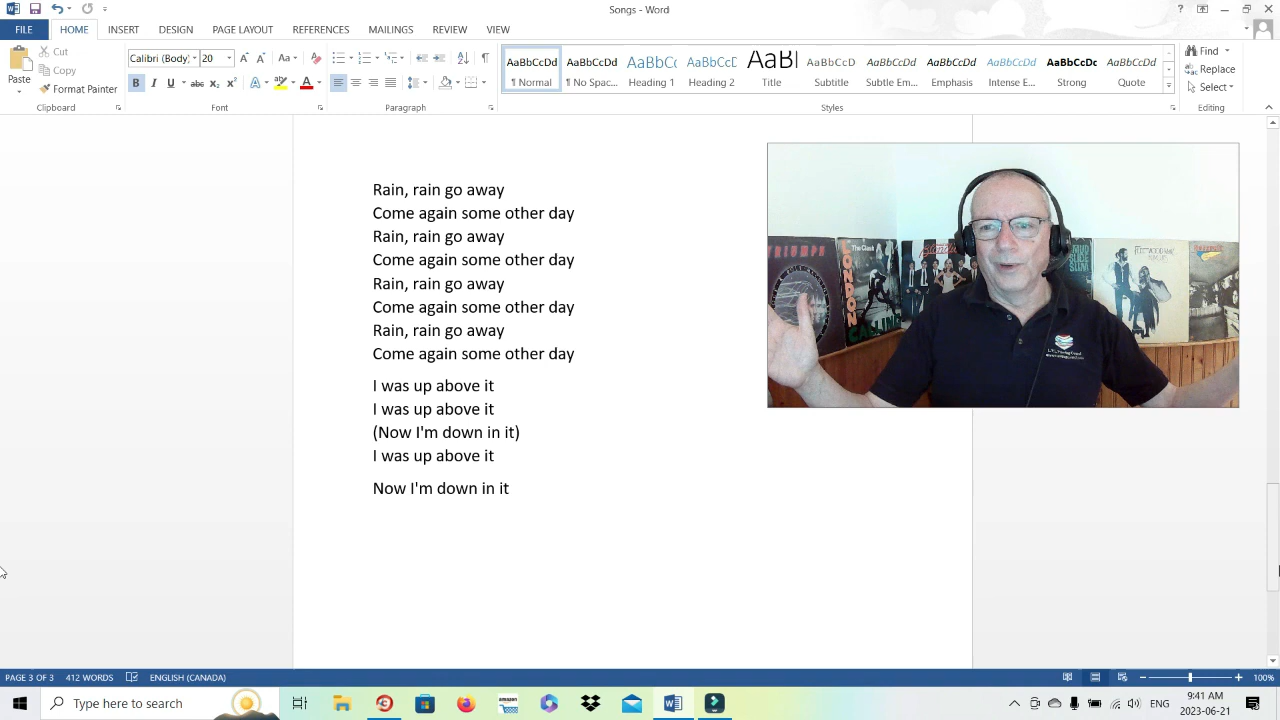 Songs - Word
FILE HOME INSERT DESIGN PAGE LAYOUT REFERENCES MAILINGS REVIEW VIEW
Paste
Cut
Copy
Format Painter
Clipboard
Calibri (Body) 20
Font
Paragraph
AaBbCcDd AaBbCcDd AaBbCc AaBbCcD AaBl AaBbCcD AaBbCcDd AaBbCcDd AaBbCcDd AaBbCcDc AaBbCcDd
¶ Normal ¶ No Spac... Heading 1 Heading 2 Title Subtitle Subtle Em... Emphasis Intense E... Strong Quote
Styles
Find
Replace
Select
Editing
Rain, rain go away
Come again some other day
Rain, rain go away
Come again some other day
Rain, rain go away
Come again some other day
Rain, rain go away
Come again some other day
I was up above it
I was up above it
(Now I'm down in it)
I was up above it
Now I'm down in it
TRIUMPH
The Clash
LONDON
CALLING
Blondie
MUD
SLIDE
SLIM
FLEETWOOD MAC
PAGE 3 OF 3 412 WORDS ENGLISH (CANADA)
100%
Type here to search
amazon
ENG
9:41 AM
2023-06-21